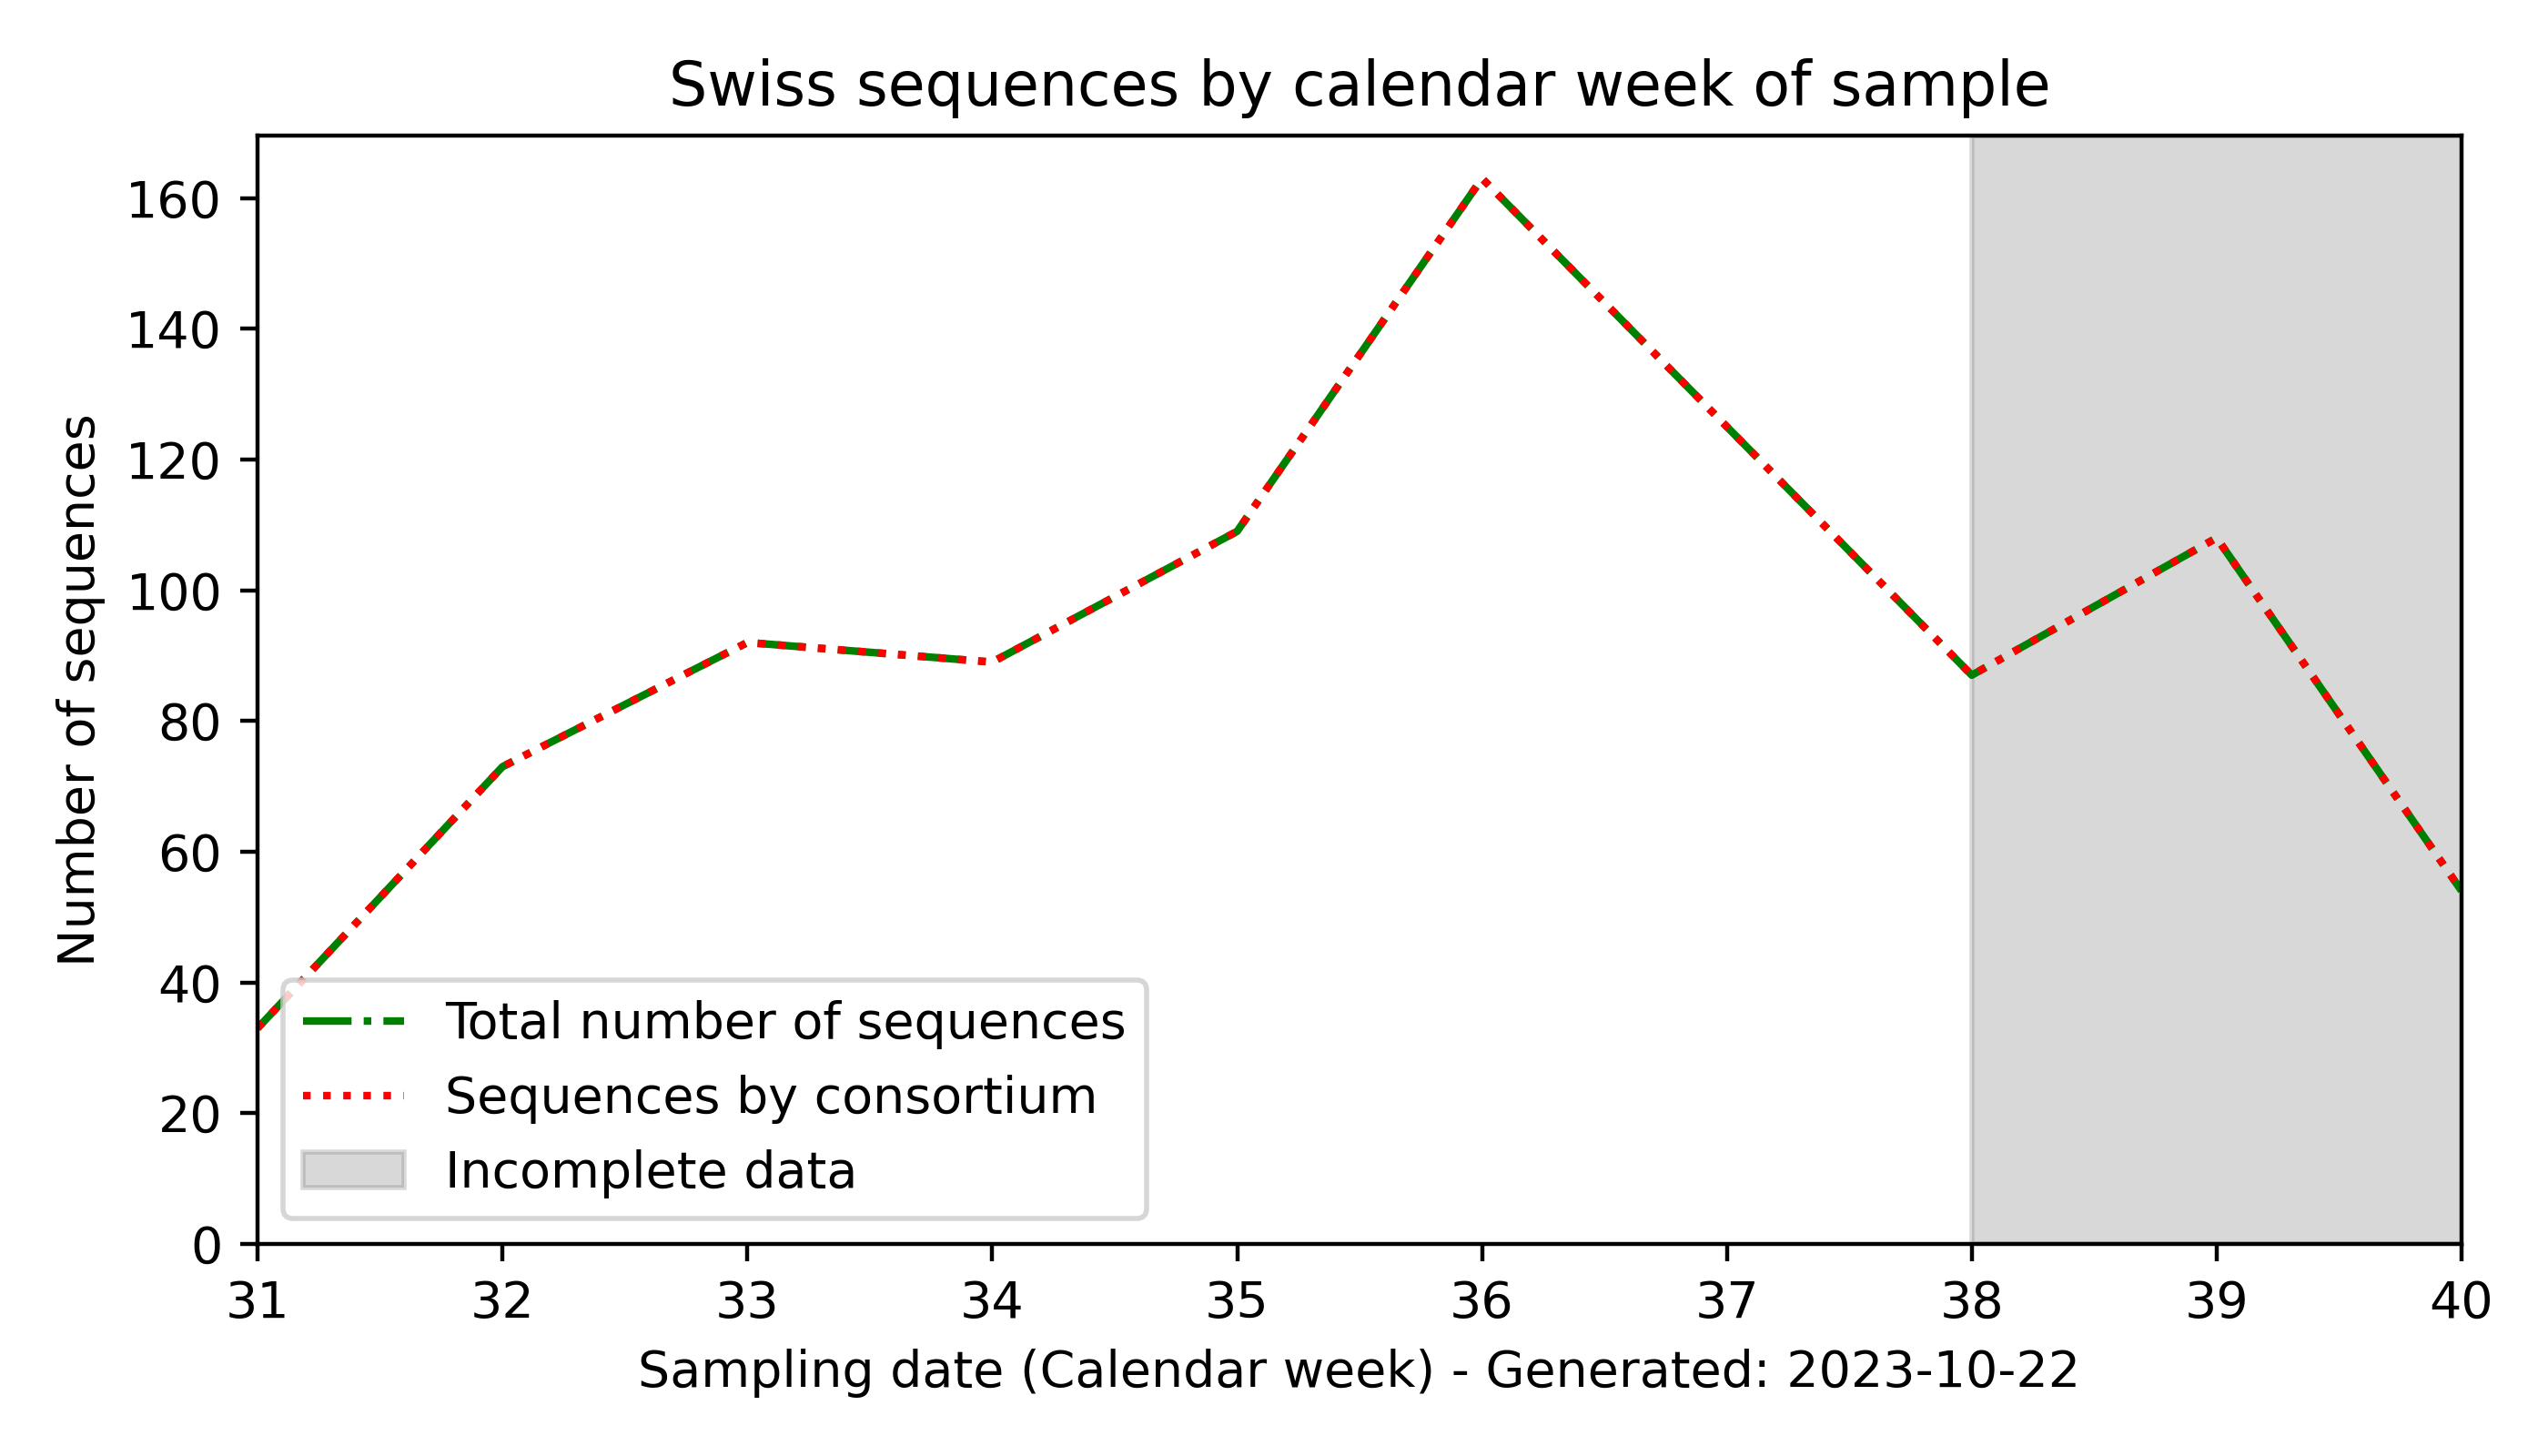 Swiss sequences by calendar week of sample
Number of sequences
160
140
120
100
80
60
40
20
0
Total number of sequences
Sequences by consortium
Incomplete data
31 32 33 34 35 36 37 38 39 40
Sampling date (Calendar week) - Generated: 2023-10-22